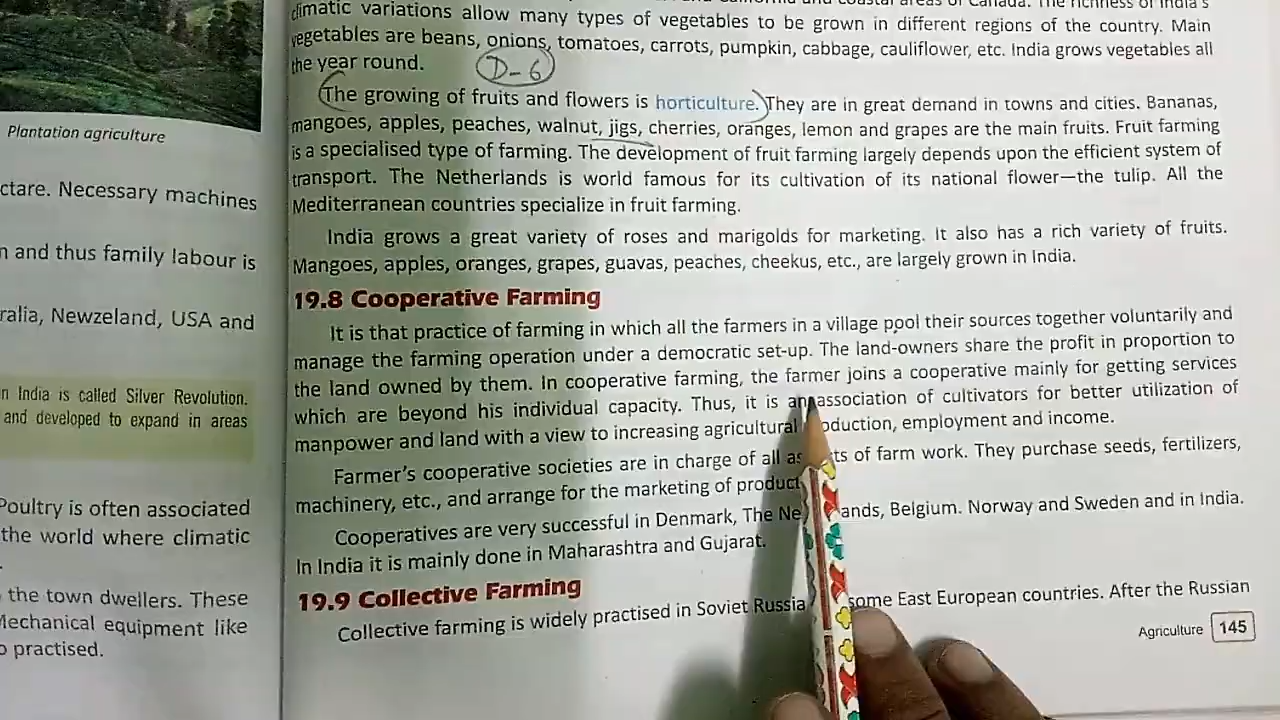 climatic variations allow many types of vegetables to be grown in different regions of the country. Main
vegetables are beans, onions, tomatoes, carrots, pumpkin, cabbage, cauliflower, etc. India grows vegetables all
the year round.
D-6
The growing of fruits and flowers is horticulture. They are in great demand in towns and cities. Bananas,
mangoes, apples, peaches, walnut, jigs, cherries, oranges, lemon and grapes are the main fruits. Fruit farming
is a specialised type of farming. The development of fruit farming largely depends upon the efficient system of
transport. The Netherlands is world famous for its cultivation of its national flower—the tulip. All the
Mediterranean countries specialize in fruit farming.
India grows a great variety of roses and marigolds for marketing. It also has a rich variety of fruits.
Mangoes, apples, oranges, grapes, guavas, peaches, cheekus, etc., are largely grown in India.
19.8 Cooperative Farming
It is that practice of farming in which all the farmers in a village pool their sources together voluntarily and
manage the farming operation under a democratic set-up. The land-owners share the profit in proportion to
the land owned by them. In cooperative farming, the farmer joins a cooperative mainly for getting services
which are beyond his individual capacity. Thus, it is an association of cultivators for better utilization of
manpower and land with a view to increasing agricultural oduction, employment and income.
Farmer's cooperative societies are in charge of all as ts of farm work. They purchase seeds, fertilizers,
machinery, etc., and arrange for the marketing of product
Cooperatives are very successful in Denmark, The Ne ands, Belgium. Norway and Sweden and in India.
In India it is mainly done in Maharashtra and Gujarat.
19.9 Collective Farming
Collective farming is widely practised in Soviet Russia some East European countries. After the Russian
Agriculture 145
Plantation agriculture
ctare. Necessary machines
n and thus family labour is
ralia, Newzeland, USA and
n India is called Silver Revolution.
and developed to expand in areas
Poultry is often associated
the world where climatic
the town dwellers. These
Mechanical equipment like
o practised.